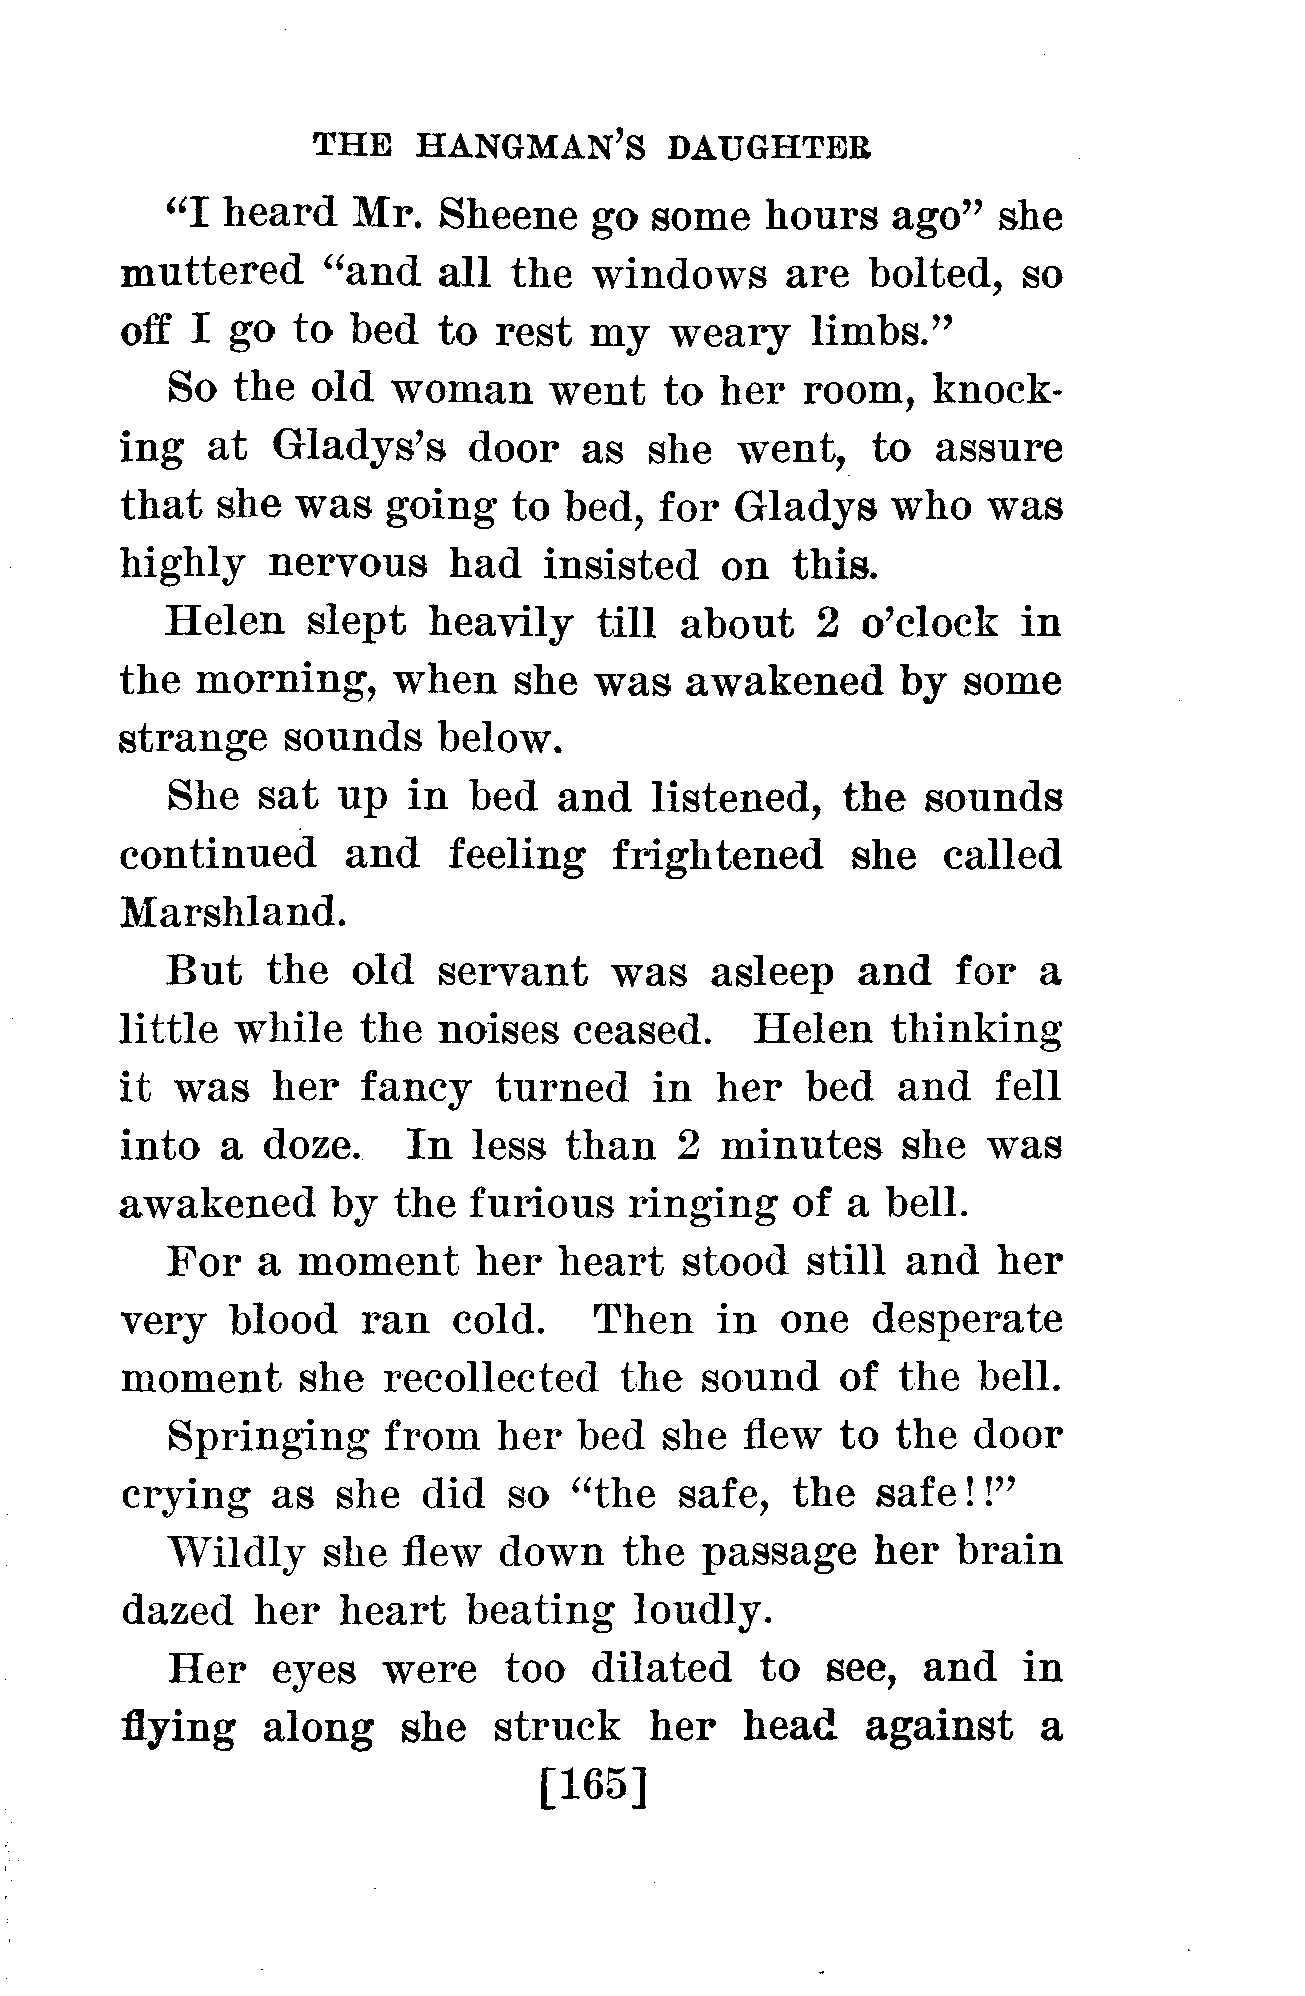 THE HANGMAN'S DAUGHTER
“I heard Mr. Sheene go some hours ago” she
muttered “and all the windows are bolted, so
off I go to bed to rest my weary limbs.”
So the old woman went to her room, knock-
ing at Gladys’s door as she went, to assure
that she was going to bed, for Gladys who was
highly nervous had insisted on this.
Helen slept heavily till about 2 o’clock in
the morning, when she was awakened by some
strange sounds below.
She sat up in bed and listened, the sounds
continued and feeling frightened she called
Marshland.
But the old servant was asleep and for a
little while the noises ceased. Helen thinking
it was her fancy turned in her bed and fell
into a doze. In less than 2 minutes she was
awakened by the furious ringing of a bell.
For a moment her heart stood still and her
very blood ran cold. Then in one desperate
moment she recollected the sound of the bell.
Springing from her bed she flew to the door
crying as she did so “the safe, the safe!!”
Wildly she flew down the passage her brain
dazed her heart beating loudly.
Her eyes were too dilated to see, and in
flying along she struck her head against a
[165]